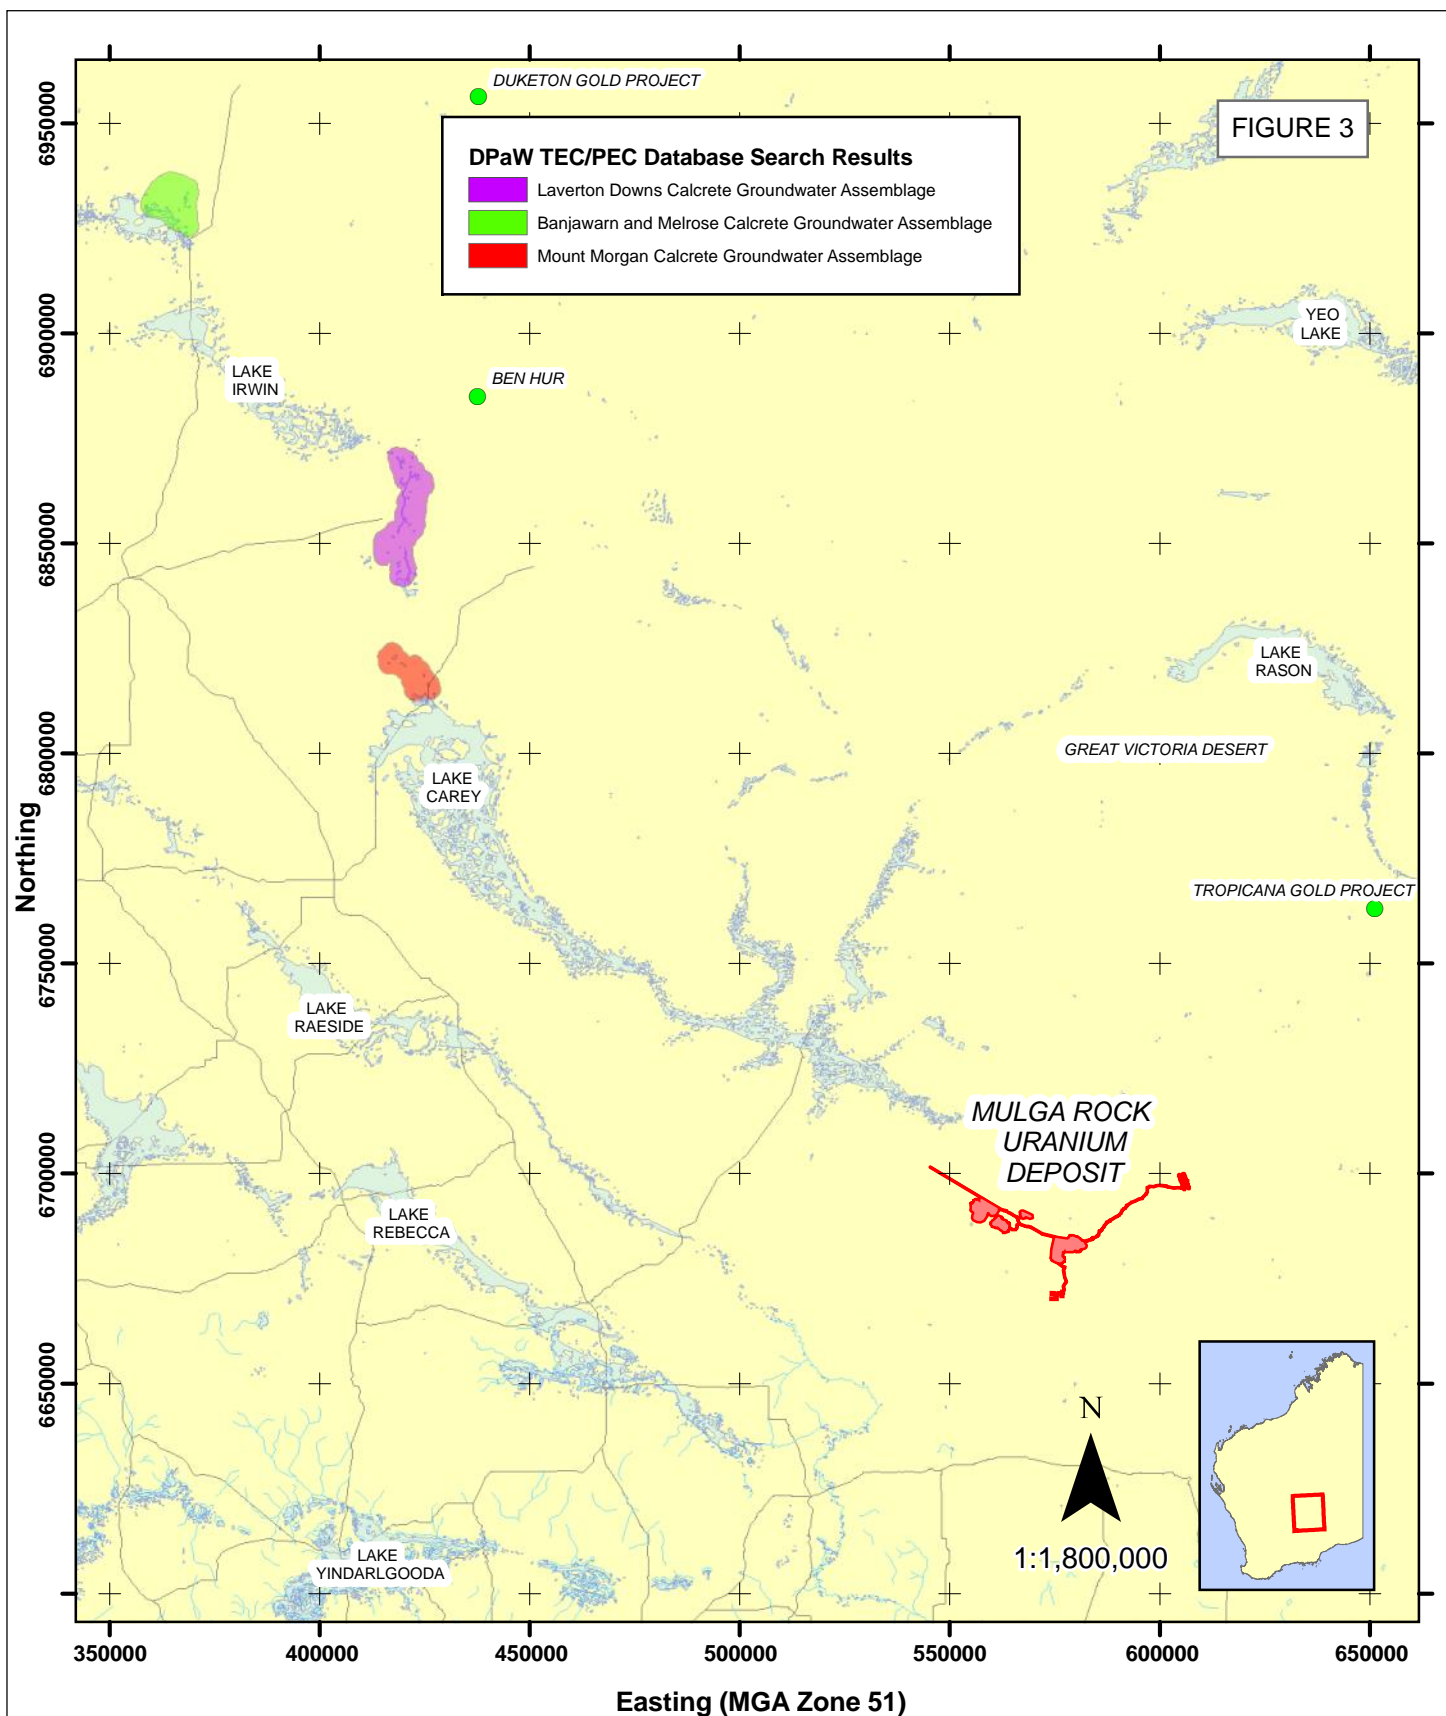 DUKETON GOLD PROJECT
FIGURE 3
DPaW TEC/PEC Database Search Results
Laverton Downs Calcrete Groundwater Assemblage
Banjawarn and Melrose Calcrete Groundwater Assemblage
Mount Morgan Calcrete Groundwater Assemblage
YEO
LAKE
LAKE
IRWIN
BEN HUR
LAKE
RASON
GREAT VICTORIA DESERT
LAKE
CAREY
TROPICANA GOLD PROJECT
LAKE
RAESIDE
MULGA ROCK
URANIUM
DEPOSIT
LAKE
REBECCA
N
1:1,800,000
LAKE
YINDARLGOODA
6950000
6900000
6850000
6800000
6750000
6700000
6650000
Northing
350000
400000
450000
500000
550000
600000
650000
Easting (MGA Zone 51)